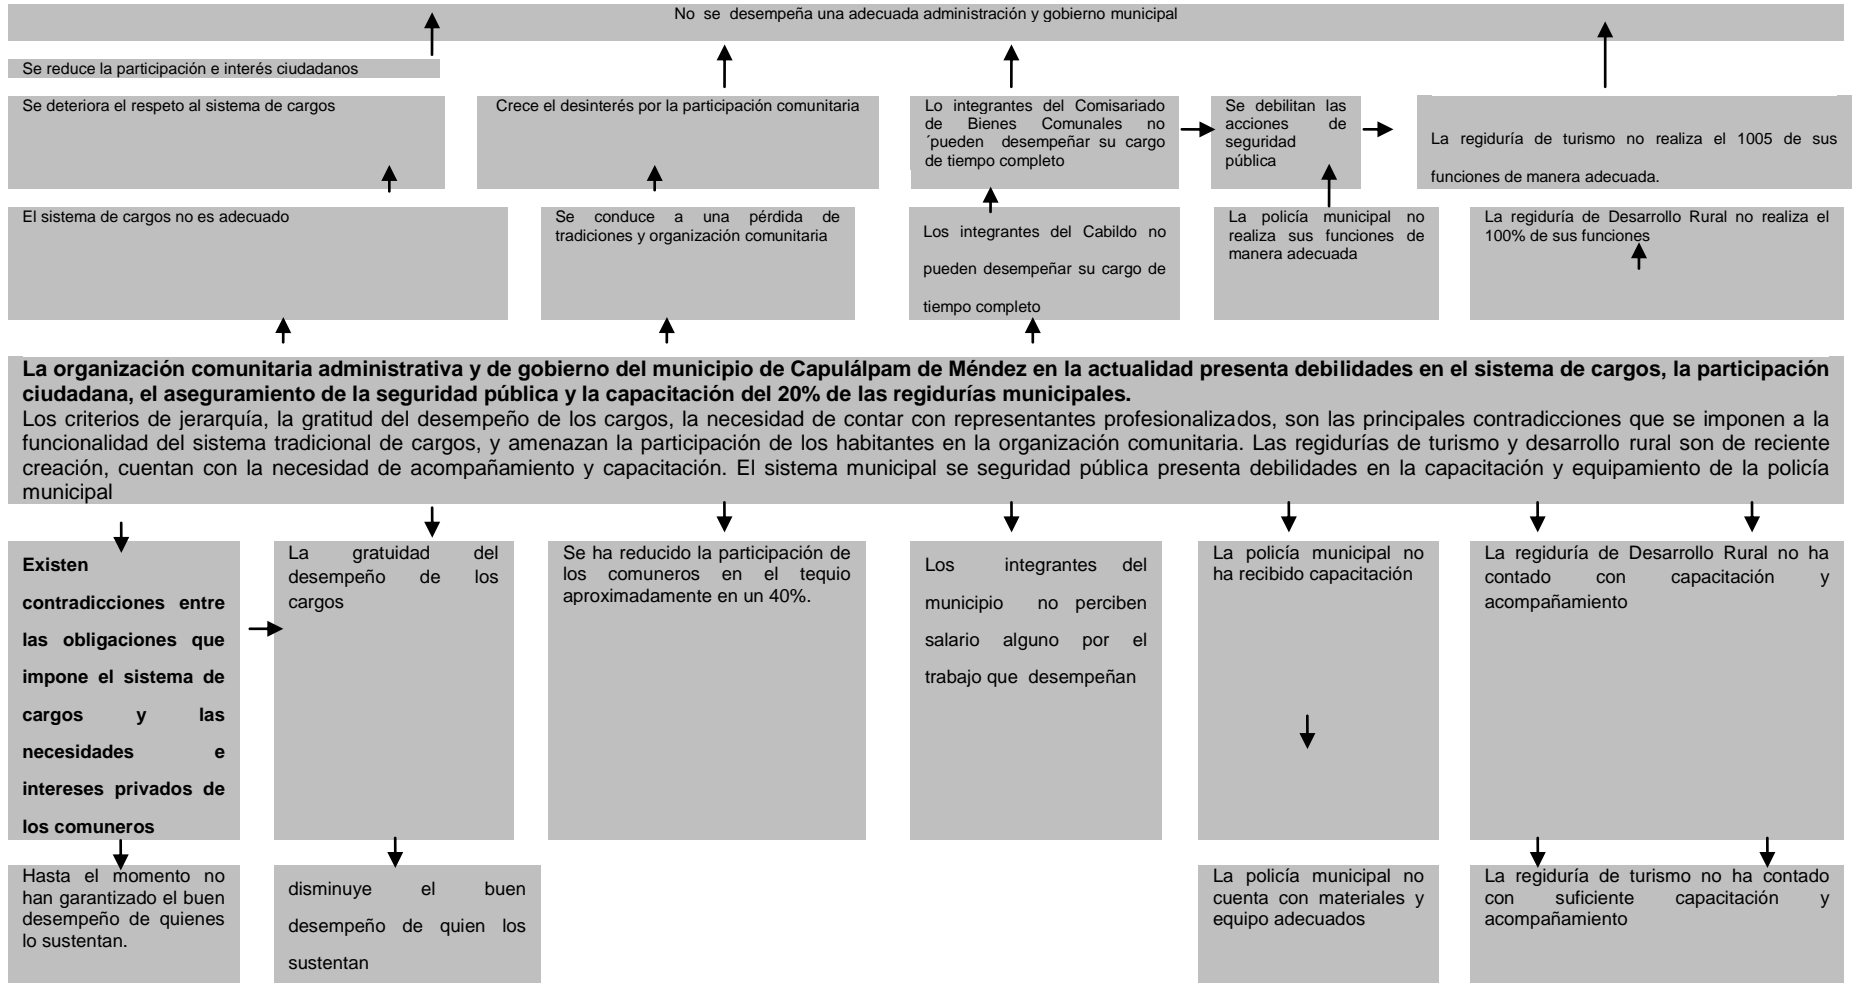 No se desempeña una adecuada administración y gobierno municipal
Se reduce la participación e interés ciudadanos
Se deteriora el respeto al sistema de cargos
Crece el desinterés por la participación comunitaria
Lo integrantes del Comisariado
de Bienes Comunales no
´pueden desempeñar su cargo
de tiempo completo
Se debilitan las
acciones de
seguridad
pública
La regiduría de turismo no realiza el 1005 de sus
funciones de manera adecuada.
El sistema de cargos no es adecuado
Se conduce a una pérdida de
tradiciones y organización comunitaria
Los integrantes del Cabildo no
pueden desempeñar su cargo de
tiempo completo
La policía municipal no
realiza sus funciones de
manera adecuada
La regiduría de Desarrollo Rural no realiza el
100% de sus funciones
La organización comunitaria administrativa y de gobierno del municipio de Capulálpam de Méndez en la actualidad presenta debilidades en el sistema de cargos, la participación
ciudadana, el aseguramiento de la seguridad pública y la capacitación del 20% de las regidurías municipales.
Los criterios de jerarquía, la gratitud del desempeño de los cargos, la necesidad de contar con representantes profesionalizados, son las principales contradicciones que se imponen a la
funcionalidad del sistema tradicional de cargos, y amenazan la participación de los habitantes en la organización comunitaria. Las regidurías de turismo y desarrollo rural son de reciente
creación, cuentan con la necesidad de acompañamiento y capacitación. El sistema municipal se seguridad pública presenta debilidades en la capacitación y equipamiento de la policía
municipal
Existen
contradicciones entre
las obligaciones que
impone el sistema de
cargos y las
necesidades e
intereses privados de
los comuneros
La gratuidad del
desempeño de los
cargos
Se ha reducido la participación de
los comuneros en el tequio
aproximadamente en un 40%.
Los integrantes del
municipio no perciben
salario alguno por el
trabajo que desempeñan
La policía municipal no
ha recibido capacitación
La regiduría de Desarrollo Rural no ha
contado con capacitación y
acompañamiento
Hasta el momento no
han garantizado el buen
desempeño de quienes
lo sustentan.
disminuye el buen
desempeño de quien los
sustentan
La policía municipal no
cuenta con materiales y
equipo adecuados
La regiduría de turismo no ha contado
con suficiente capacitación y
acompañamiento